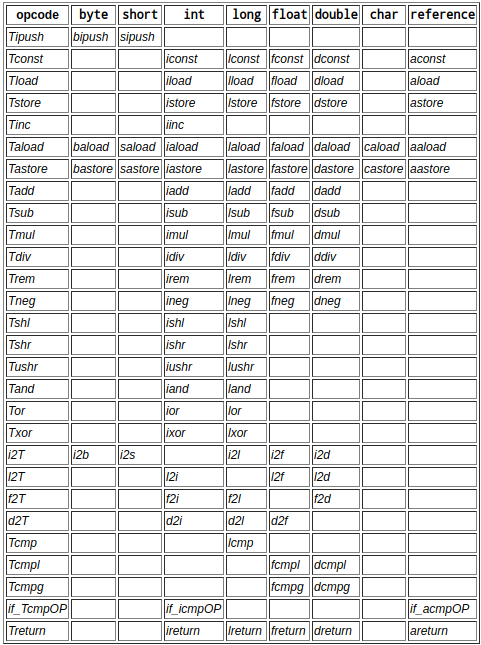 opcode byte short int long float double char reference
Tipush bipush sipush
Tconst iconst lconst fconst dconst aconst
Tload iload lload fload dload aload
Tstore istore lstore fstore dstore astore
Tinc iinc
Taload baload saload iaload laload faload daload caload aaload
Tastore bastore sastore iastore lastore fastore dastore castore aastore
Tadd iadd ladd fadd dadd
Tsub isub lsub fsub dsub
Tmul imul lmul fmul dmul
Tdiv idiv ldiv fdiv ddiv
Trem irem lrem frem drem
Tneg ineg lneg fneg dneg
Tshl ishl lshl
Tshr ishr lshr
Tushr iushr lushr
Tand iand land
Tor ior lor
Txor ixor lxor
i2T i2b i2s i2l i2f i2d
l2T l2i l2f l2d
f2T f2i f2l f2d
d2T d2i d2l d2f
Tcmp lcmp
Tcmpl fcmpl dcmpl
Tcmpg fcmpg dcmpg
if_TcmpOP if_icmpOP if_acmpOP
Treturn ireturn lreturn freturn dreturn areturn